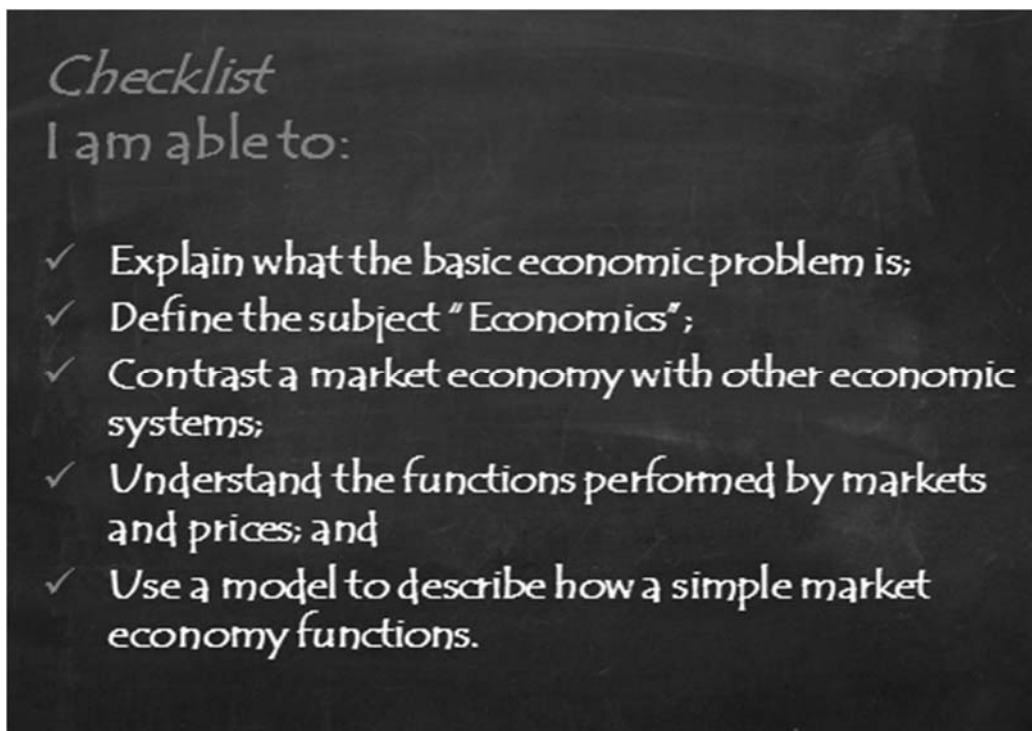 Checklist
I am able to:
✓ Explain what the basic economic problem is;
✓ Define the subject "Economics";
✓ Contrast a market economy with other economic
systems;
✓ Understand the functions performed by markets
and prices; and
✓ Use a model to describe how a simple market
economy functions.